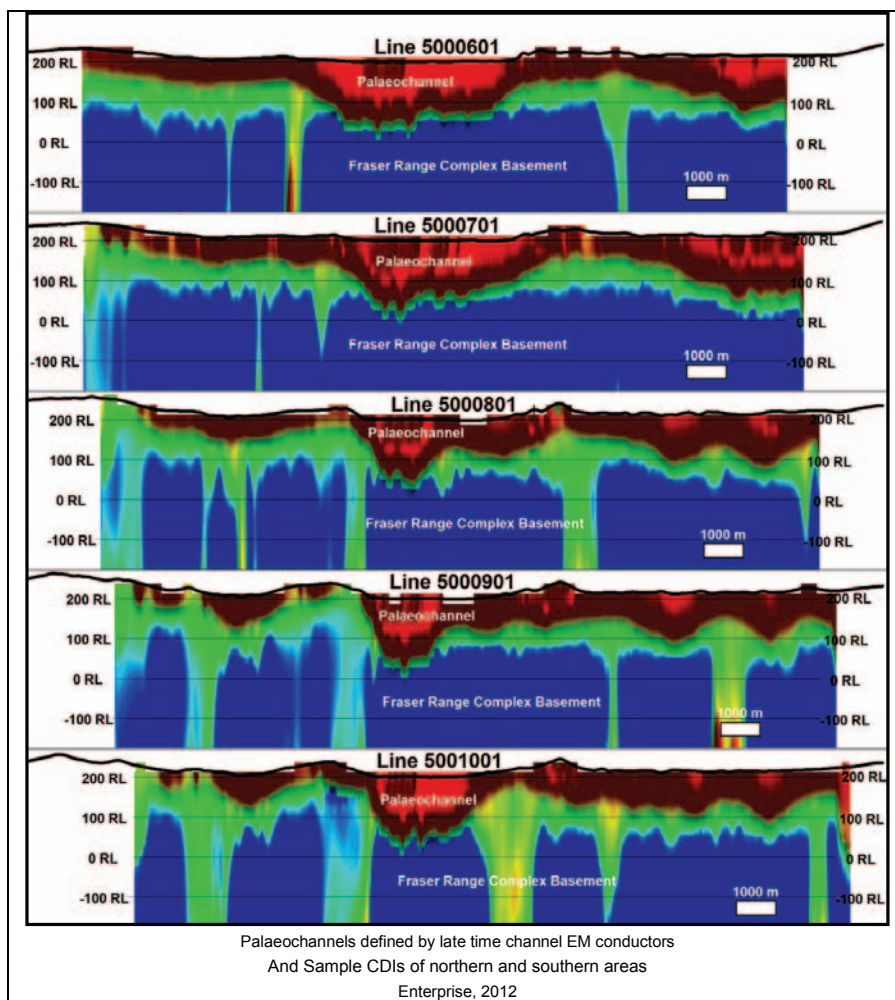 Line 5000601
200 RL 200 RL
Palaeochannel
100 RL 100 RL
0 RL 0 RL
Fraser Range Complex Basement
1000 m
-100 RL -100 RL
Line 5000701
200 RL 200 RL
Palaeochannel
100 RL 100 RL
0 RL 0 RL
Fraser Range Complex Basement
1000 m
-100 RL -100 RL
Line 5000801
200 RL 200 RL
Palaeochannel
100 RL 100 RL
0 RL 0 RL
Fraser Range Complex Basement
1000 m
-100 RL -100 RL
Line 5000901
200 RL 200 RL
Palaeochannel
100 RL 100 RL
0 RL 0 RL
Fraser Range Complex Basement
1000 m
-100 RL -100 RL
Line 5001001
200 RL 200 RL
Palaeochannel
100 RL 100 RL
0 RL 0 RL
Fraser Range Complex Basement
1000 m
-100 RL -100 RL
Palaeochannels defined by late time channel EM conductors
And Sample CDIs of northern and southern areas
Enterprise, 2012